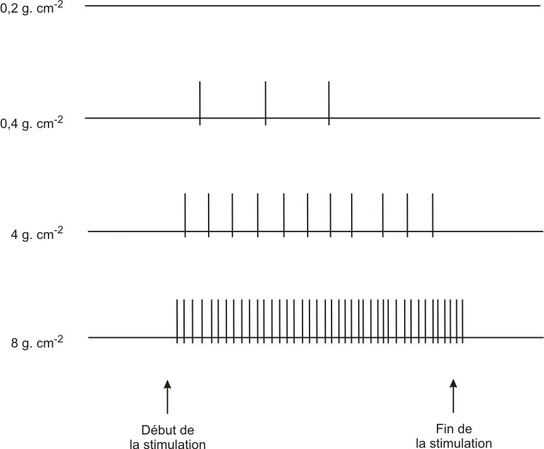 0,2 g. cm-2
0,4 g. cm-2
4 g. cm-2
8 g. cm-2
Début de
la stimulation
Fin de
la stimulation